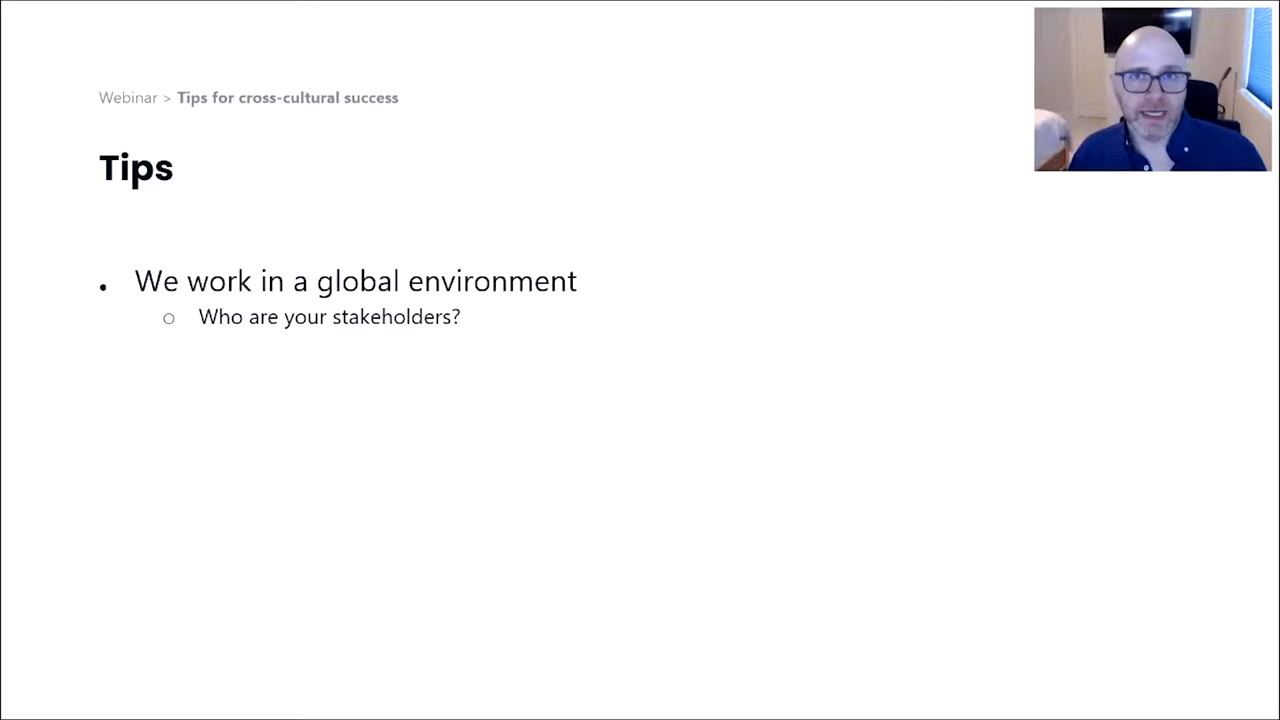 Webinar > Tips for cross-cultural success
Tips
• We work in a global environment
○ Who are your stakeholders?